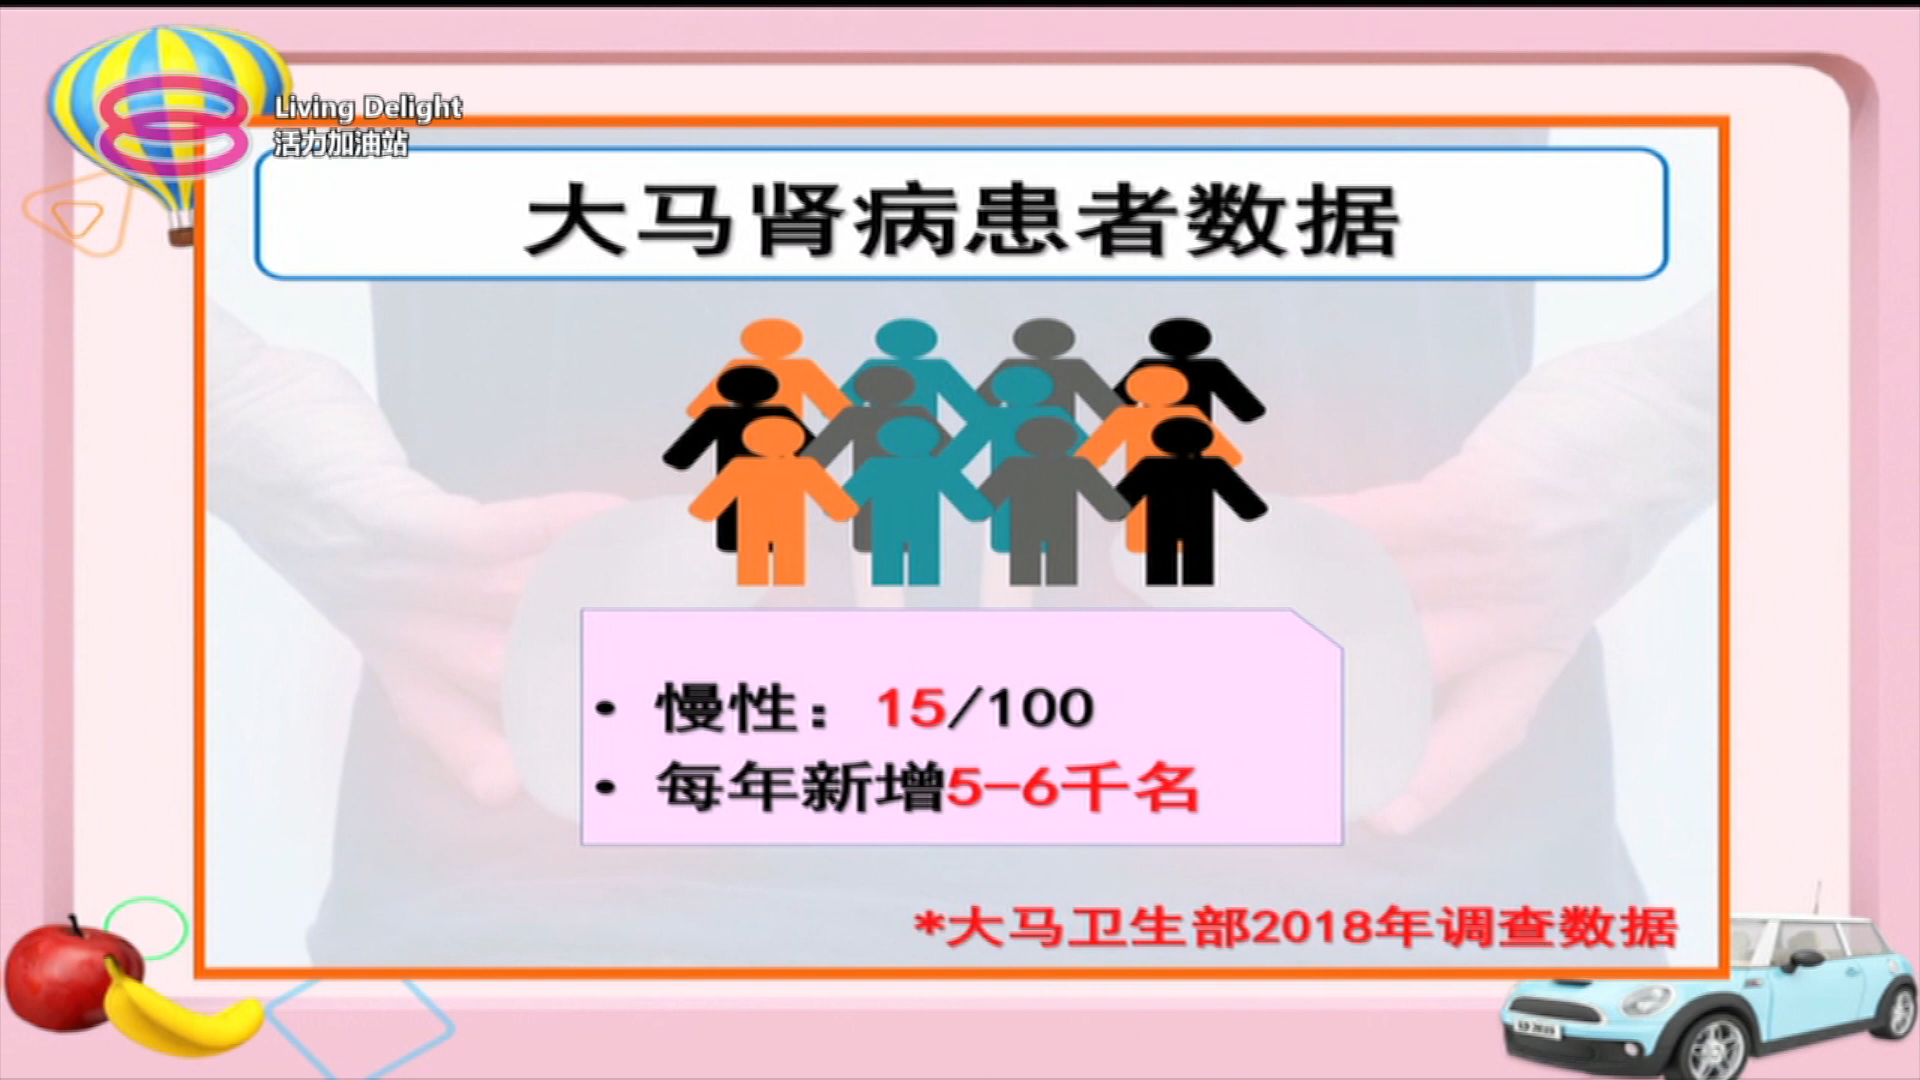 Living Delight
活力加油站
大马肾病患者数据
• 慢性：15/100
• 每年新增5-6千名
*大马卫生部2018年调查数据